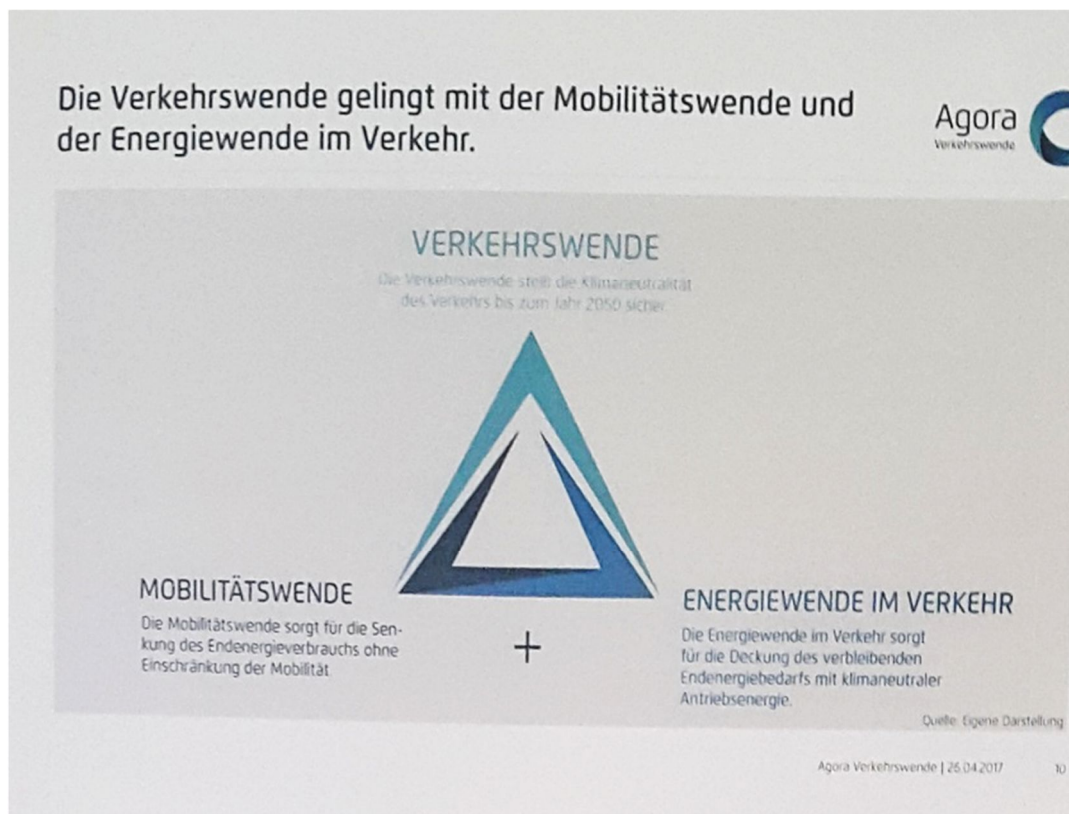 Die Verkehrswende gelingt mit der Mobilitätswende und
der Energiewende im Verkehr.
Agora
Verkehrswende
VERKEHRSWENDE
Die Verkehrswende stellt die Klimaneutralität
des Verkehrs bis zum Jahr 2050 sicher.
MOBILITÄTSWENDE
Die Mobilitätswende sorgt für die Sen-
kung des Endenergieverbrauchs ohne
Einschränkung der Mobilität.
+
ENERGIEWENDE IM VERKEHR
Die Energiewende im Verkehr sorgt
für die Deckung des verbleibenden
Endenergiebedarfs mit klimaneutraler
Antriebsenergie.
Quelle: Eigene Darstellung
Agora Verkehrswende | 26.04.2017 10